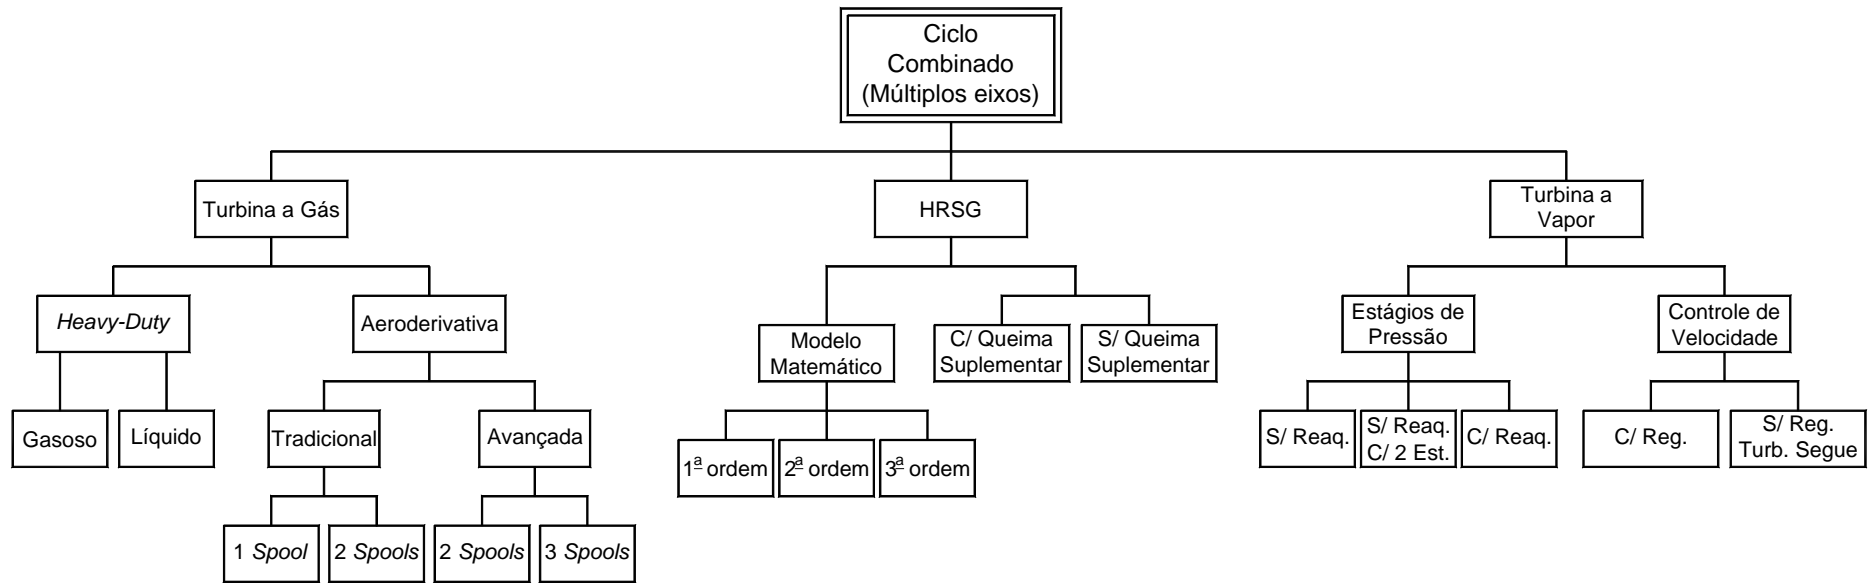 Ciclo
Combinado
(Múltiplos eixos)
Turbina a Gás
HRSG
Turbina a
Vapor
Heavy-Duty
Aeroderivativa
Estágios de
Pressão
Controle de
Velocidade
Modelo
Matemático
C/ Queima
Suplementar
S/ Queima
Suplementar
Gasoso
Líquido
Tradicional
Avançada
S/ Reaq.
S/ Reaq.
C/ 2 Est.
C/ Reaq.
C/ Reg.
S/ Reg.
Turb. Segue
1ª ordem
2ª ordem
3ª ordem
1 Spool
2 Spools
2 Spools
3 Spools